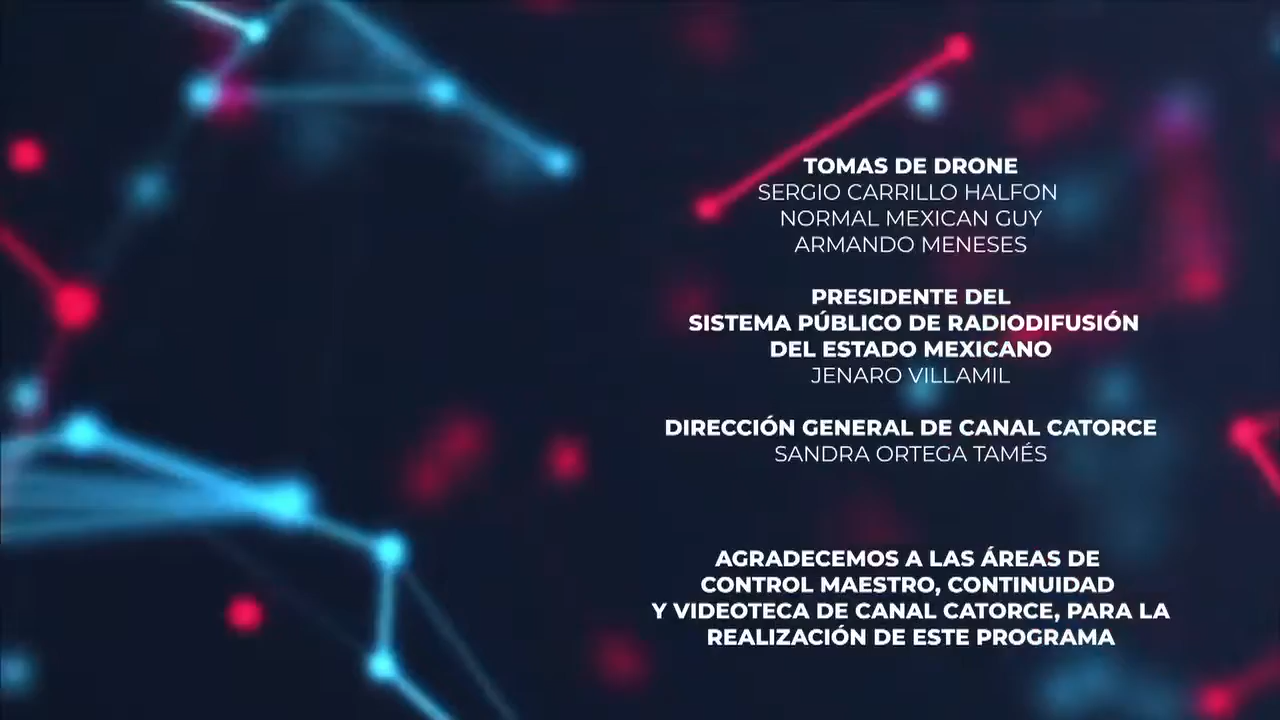 TOMAS DE DRONE
SERGIO CARRILLO HALFON
NORMAL MEXICAN GUY
ARMANDO MENESES
PRESIDENTE DEL
SISTEMA PÚBLICO DE RADIODIFUSIÓN
DEL ESTADO MEXICANO
JENARO VILLAMIL
DIRECCIÓN GENERAL DE CANAL CATORCE
SANDRA ORTEGA TAMÉS
AGRADECEMOS A LAS ÁREAS DE
CONTROL MAESTRO, CONTINUIDAD
Y VIDEOTECA DE CANAL CATORCE, PARA LA
REALIZACIÓN DE ESTE PROGRAMA